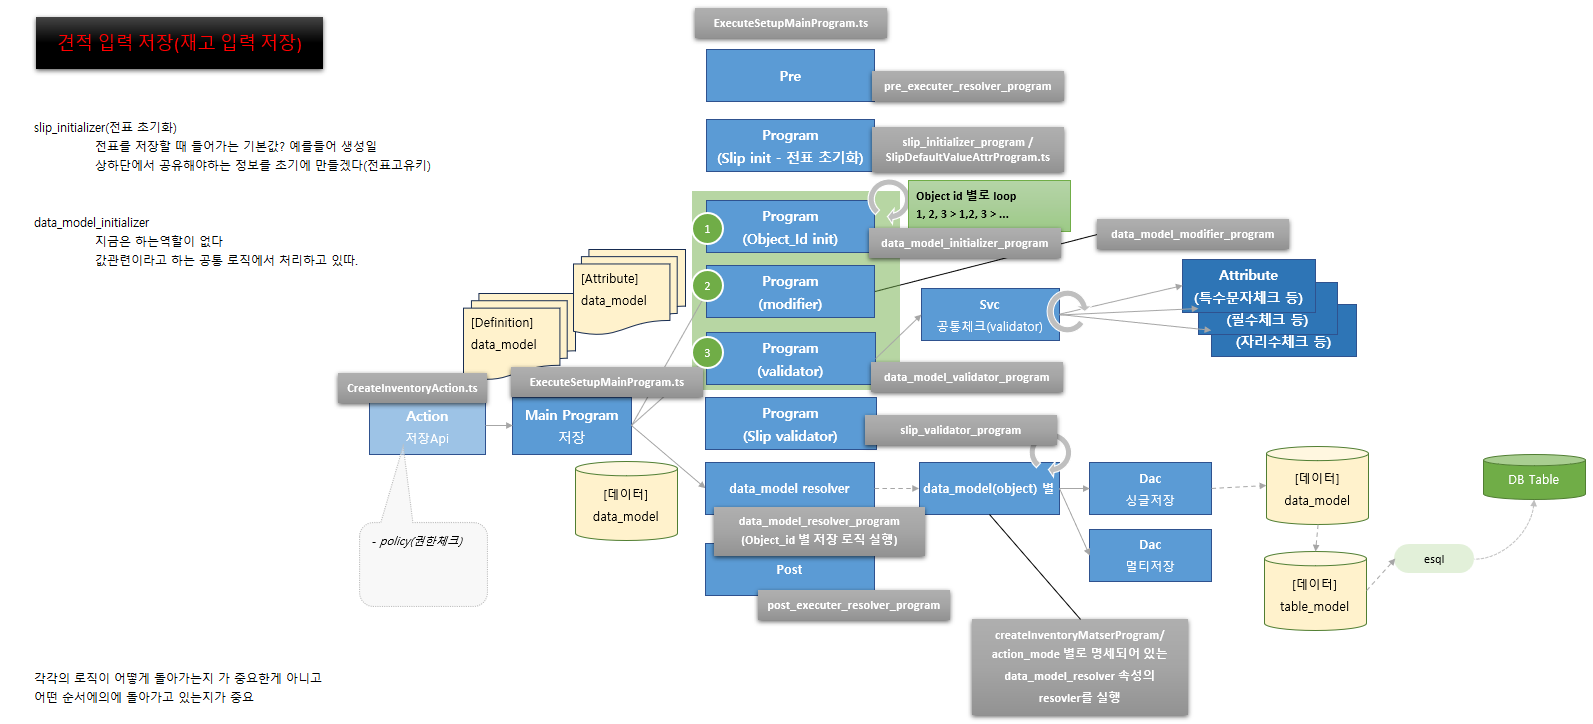 견적 입력 저장(재고 입력 저장)
slip_initializer(전표 초기화)
전표를 저장할 때 들어가는 기본값? 예를들어 생성일
상하단에서 공유해야하는 정보를 초기에 만들겠다(전표고유키)
data_model_initializer
지금은 하는역할이 없다
값관련이라고 하는 공통 로직에서 처리하고 있따.
ExecuteSetupMainProgram.ts
Pre
pre_executer_resolver_program
Program
(Slip init - 전표 초기화)
slip_initializer_program /
SlipDefaultValueAttrProgram.ts
Object id 별로 loop
1, 2, 3 > 1,2, 3 > ...
1
Program
(Object_Id init)
data_model_initializer_program
data_model_modifier_program
2
Program
(modifier)
3
Program
(validator)
data_model_validator_program
Svc
공통체크(validator)
Attribute
(특수문자체크 등)
(필수체크 등)
(자리수체크 등)
[Attribute]
data_model
[Definition]
data_model
CreateInventoryAction.ts
Action
저장Api
ExecuteSetupMainProgram.ts
Main Program
저장
- policy(권한체크)
[데이터]
data_model
Program
(Slip validator)
slip_validator_program
data_model resolver
data_model_resolver_program
(Object_id 별 저장 로직 실행)
data_model(object) 별
Dac
싱글저장
Dac
멀티저장
Post
post_executer_resolver_program
createInventoryMatserProgram/
action_mode 별로 명세되어 있는
data_model_resolver 속성의
resovler를 실행
[데이터]
data_model
[데이터]
table_model
esql
DB Table
각각의 로직이 어떻게 돌아가는지 가 중요한게 아니고
어떤 순서에의에 돌아가고 있는지가 중요